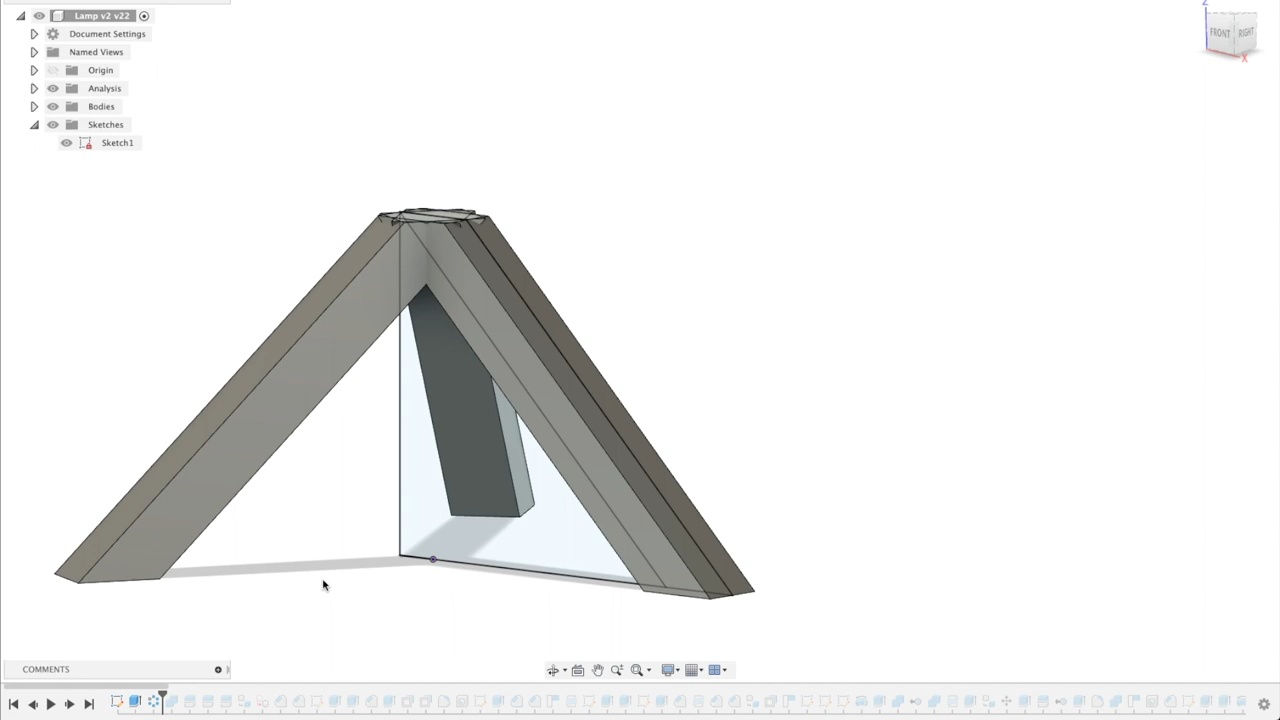 Lamp v2 v22
Document Settings
Named Views
Origin
Analysis
Bodies
Sketches
Sketch1
Z
FRONT
RIGHT
X
COMMENTS